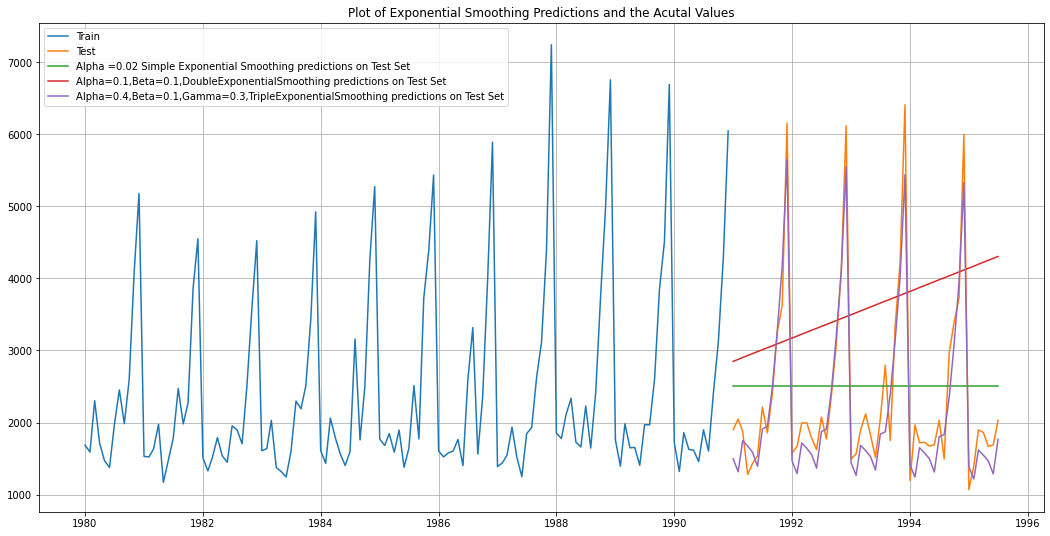 Plot of Exponential Smoothing Predictions and the Acutal Values
Train
Test
Alpha =0.02 Simple Exponential Smoothing predictions on Test Set
Alpha=0.1,Beta=0.1,DoubleExponentialSmoothing predictions on Test Set
Alpha=0.4,Beta=0.1,Gamma=0.3,TripleExponentialSmoothing predictions on Test Set
7000
6000
5000
4000
3000
2000
1000
1980 1982 1984 1986 1988 1990 1992 1994 1996